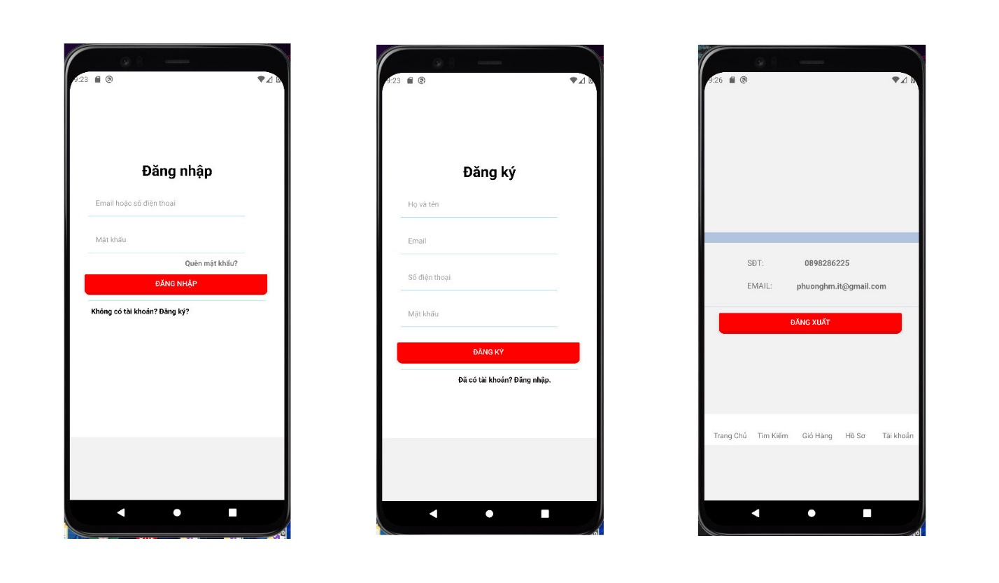 9:23
Đăng nhập
Email hoặc số điện thoại
Mật khẩu
Quên mật khẩu?
ĐĂNG NHẬP
Không có tài khoản? Đăng ký?
9:23
Đăng ký
Họ và tên
Email
Số điện thoại
Mật khẩu
ĐĂNG KÝ
Đã có tài khoản? Đăng nhập.
9:26
SĐT: 0898286225
EMAIL: phuonghm.it@gmail.com
ĐĂNG XUẤT
Trang Chủ Tìm Kiếm Giỏ Hàng Hồ Sơ Tài khoản